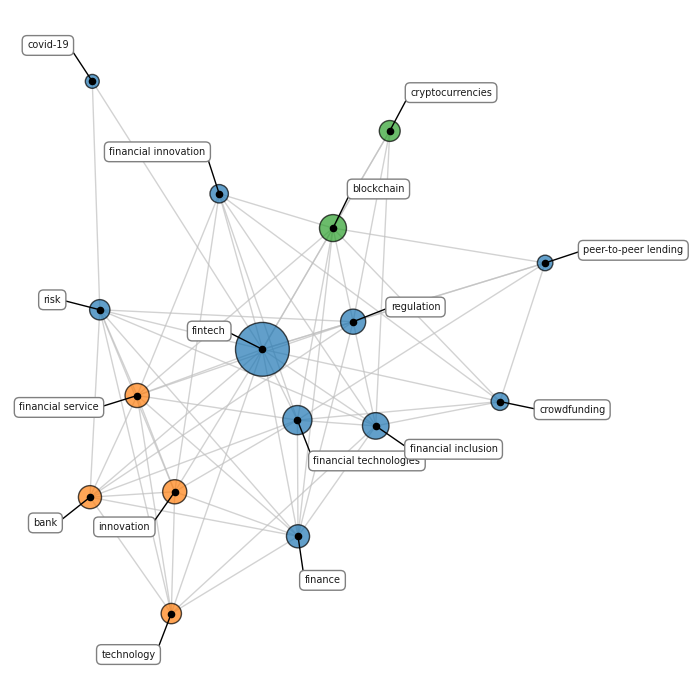 covid-19
cryptocurrencies
financial innovation
blockchain
peer-to-peer lending
risk
regulation
fintech
financial service
crowdfunding
financial inclusion
financial technologies
bank
innovation
finance
technology